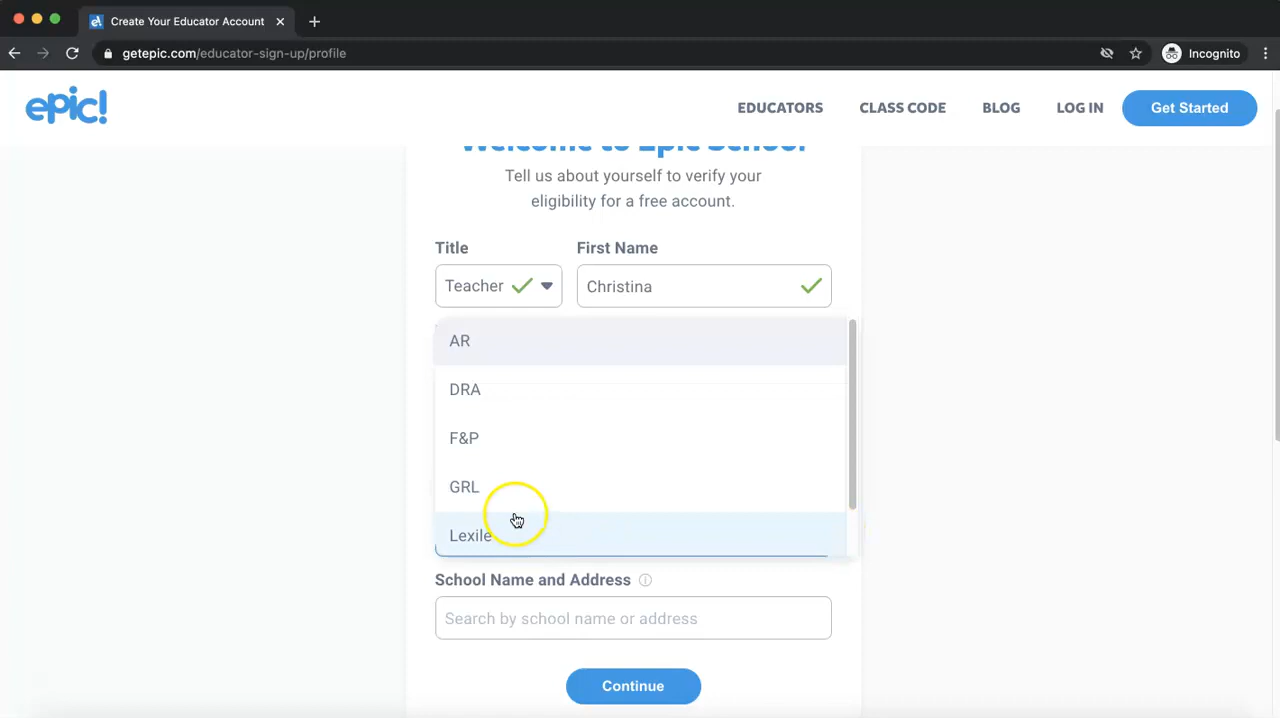 Create Your Educator Account
getepic.com/educator-sign-up/profile
Incognito
epic!
EDUCATORS
CLASS CODE
BLOG
LOG IN
Get Started
Welcome to Epic School
Tell us about yourself to verify your
eligibility for a free account.
Title
First Name
Teacher
Christina
AR
DRA
F&P
GRL
Lexile
School Name and Address
Search by school name or address
Continue